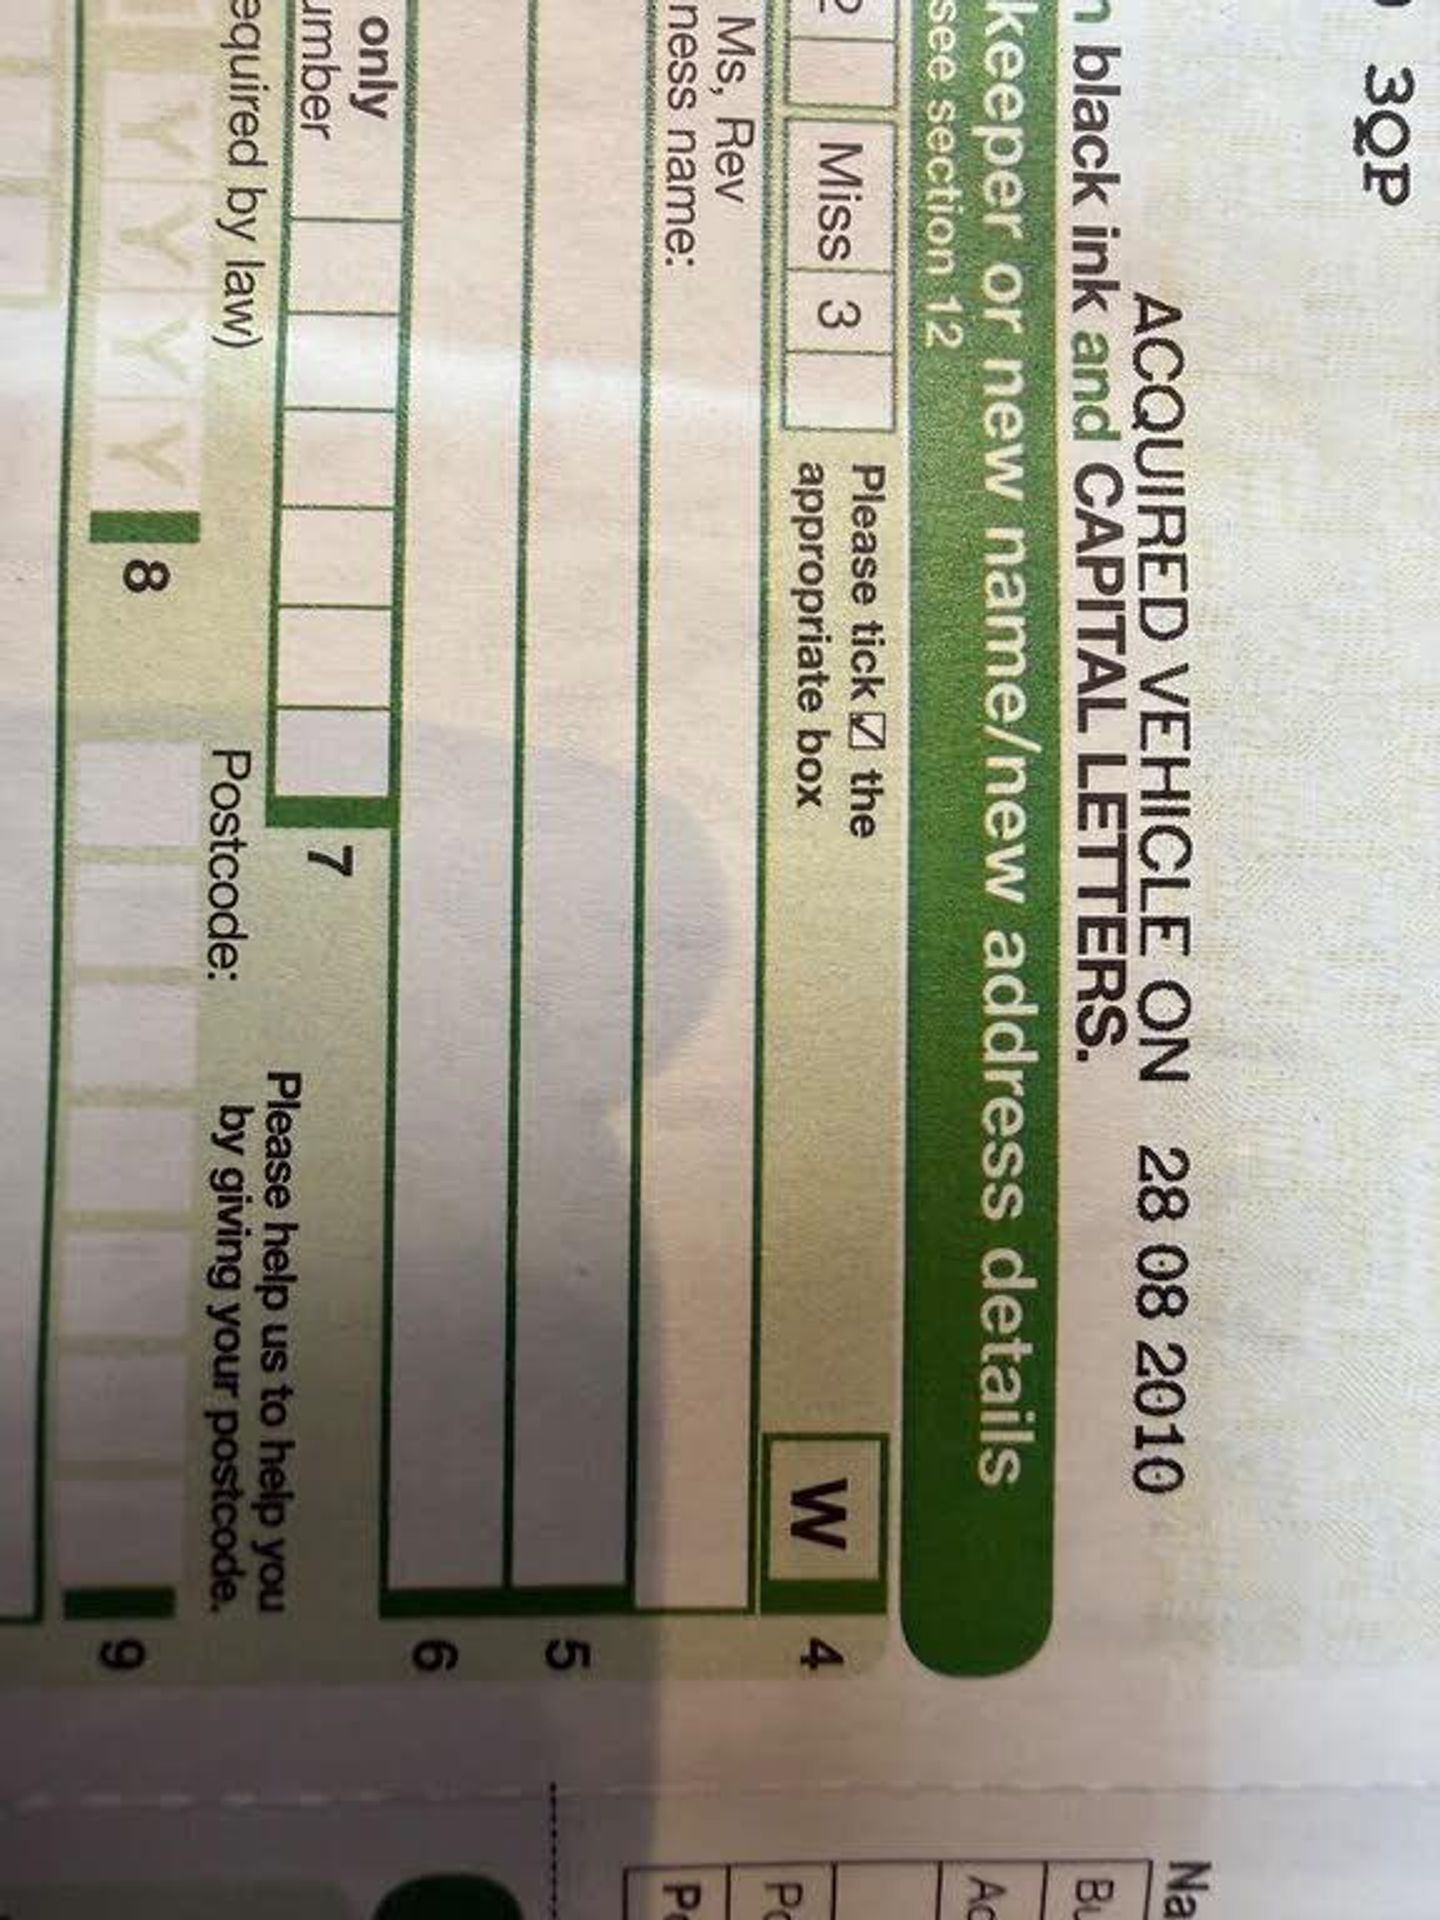 3QP
ACQUIRED VEHICLE ON 28 08 2010
black ink and CAPITAL LETTERS.
keeper or new name/new address details
see section 12
2 Miss 3 Please tick ☑ the
appropriate box
W 4
Ms, Rev
ness name:
5
6
only
umber
7
equired by law)
Postcode:
Please help us to help you
by giving your postcode.
Y Y Y Y 8
9
Na
Bu
Ad
Po
Po